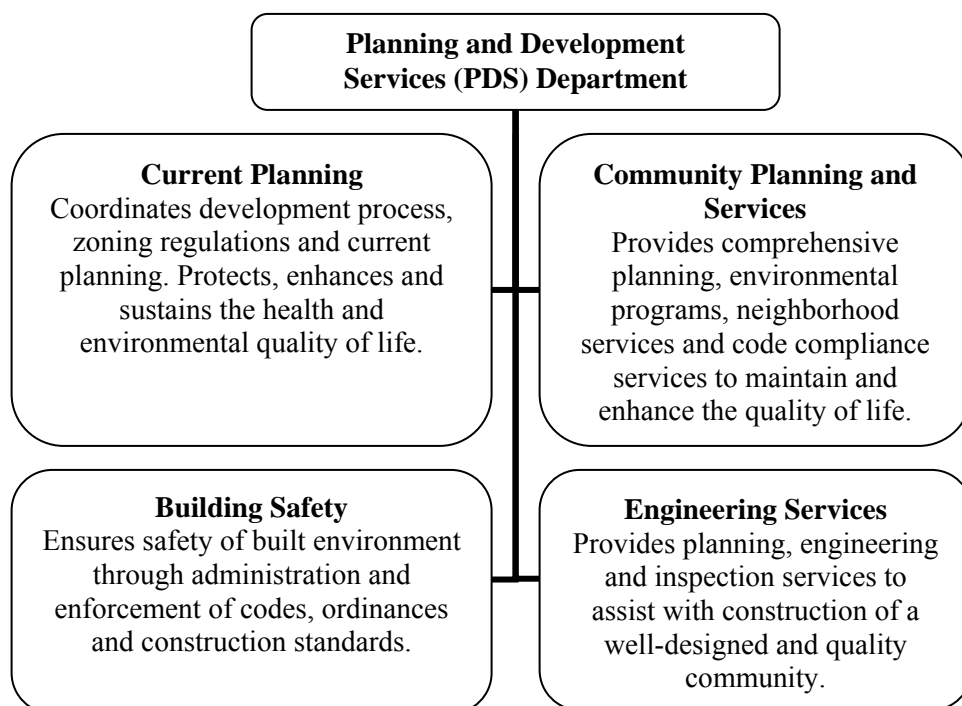 Planning and Development
Services (PDS) Department
Current Planning
Coordinates development process,
zoning regulations and current
planning. Protects, enhances and
sustains the health and
environmental quality of life.
Community Planning and
Services
Provides comprehensive
planning, environmental
programs, neighborhood
services and code compliance
services to maintain and
enhance the quality of life.
Building Safety
Ensures safety of built environment
through administration and
enforcement of codes, ordinances
and construction standards.
Engineering Services
Provides planning, engineering
and inspection services to
assist with construction of a
well-designed and quality
community.